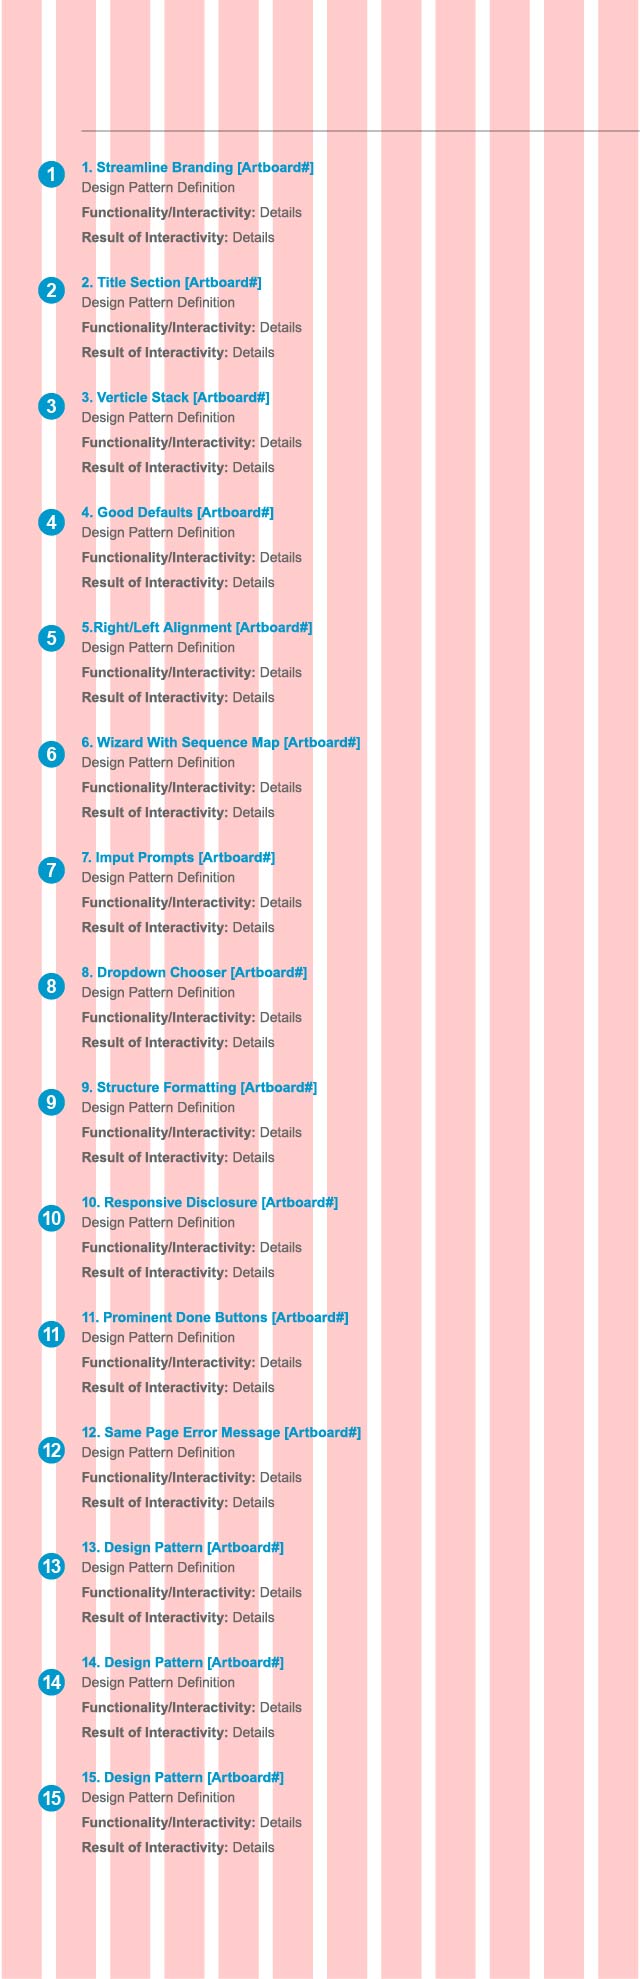 1
1. Streamline Branding [Artboard#]
Design Pattern Definition
Functionality/Interactivity: Details
Result of Interactivity: Details
2
2. Title Section [Artboard#]
Design Pattern Definition
Functionality/Interactivity: Details
Result of Interactivity: Details
3
3. Verticle Stack [Artboard#]
Design Pattern Definition
Functionality/Interactivity: Details
Result of Interactivity: Details
4
4. Good Defaults [Artboard#]
Design Pattern Definition
Functionality/Interactivity: Details
Result of Interactivity: Details
5
5.Right/Left Alignment [Artboard#]
Design Pattern Definition
Functionality/Interactivity: Details
Result of Interactivity: Details
6
6. Wizard With Sequence Map [Artboard#]
Design Pattern Definition
Functionality/Interactivity: Details
Result of Interactivity: Details
7
7. Imput Prompts [Artboard#]
Design Pattern Definition
Functionality/Interactivity: Details
Result of Interactivity: Details
8
8. Dropdown Chooser [Artboard#]
Design Pattern Definition
Functionality/Interactivity: Details
Result of Interactivity: Details
9
9. Structure Formatting [Artboard#]
Design Pattern Definition
Functionality/Interactivity: Details
Result of Interactivity: Details
10
10. Responsive Disclosure [Artboard#]
Design Pattern Definition
Functionality/Interactivity: Details
Result of Interactivity: Details
11
11. Prominent Done Buttons [Artboard#]
Design Pattern Definition
Functionality/Interactivity: Details
Result of Interactivity: Details
12
12. Same Page Error Message [Artboard#]
Design Pattern Definition
Functionality/Interactivity: Details
Result of Interactivity: Details
13
13. Design Pattern [Artboard#]
Design Pattern Definition
Functionality/Interactivity: Details
Result of Interactivity: Details
14
14. Design Pattern [Artboard#]
Design Pattern Definition
Functionality/Interactivity: Details
Result of Interactivity: Details
15
15. Design Pattern [Artboard#]
Design Pattern Definition
Functionality/Interactivity: Details
Result of Interactivity: Details